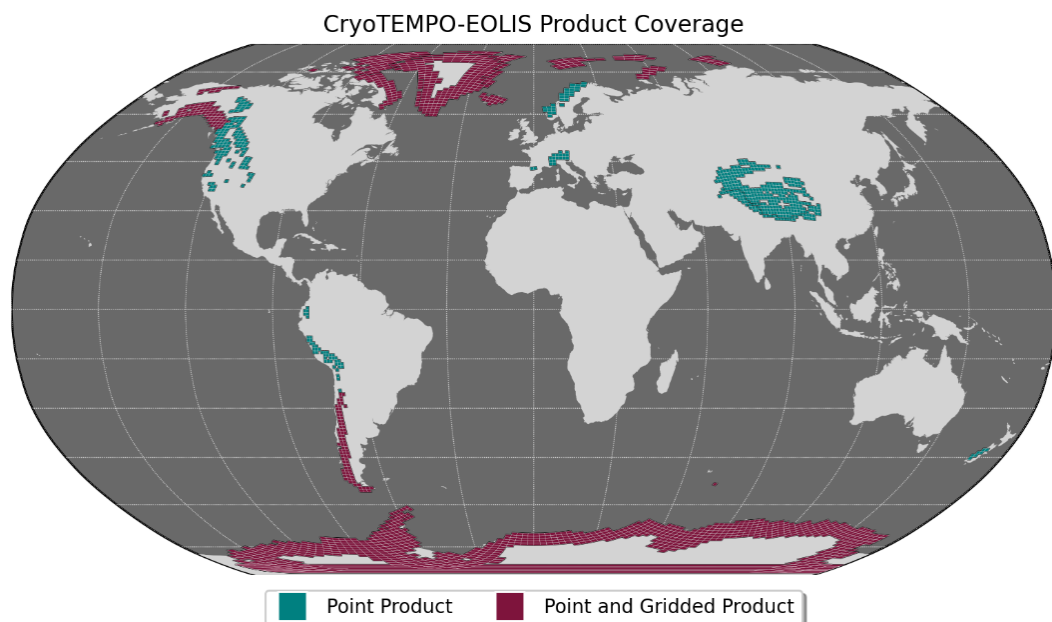 CryoTEMPO-EOLIS Product Coverage
Point Product
Point and Gridded Product